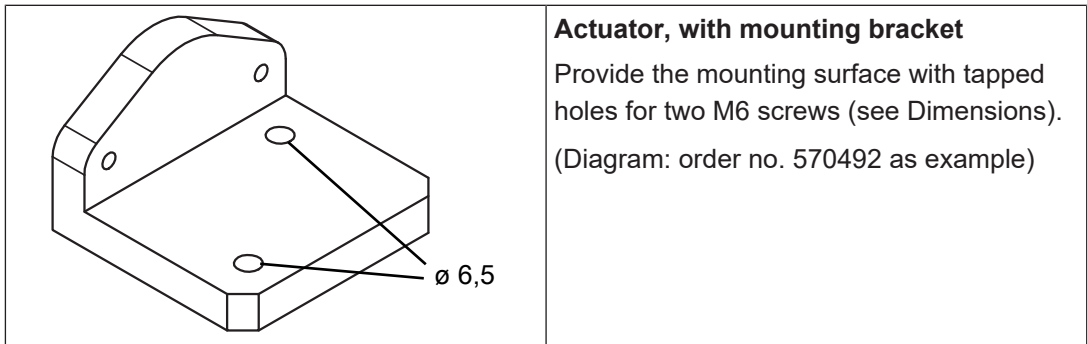 ø 6,5
Actuator, with mounting bracket
Provide the mounting surface with tapped
holes for two M6 screws (see Dimensions).
(Diagram: order no. 570492 as example)